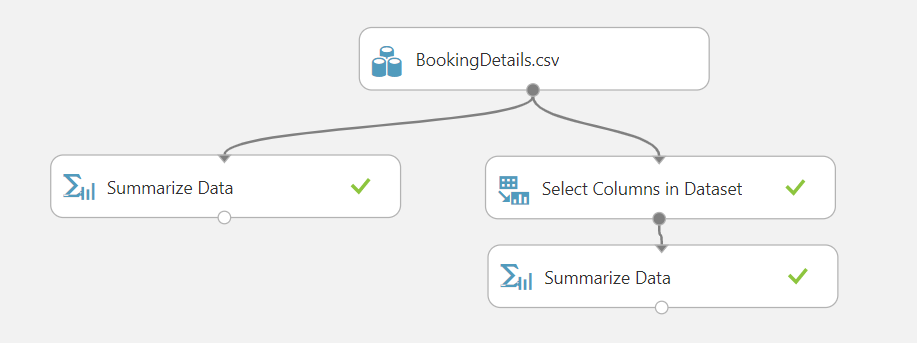 BookingDetails.csv
Summarize Data
Select Columns in Dataset
Summarize Data